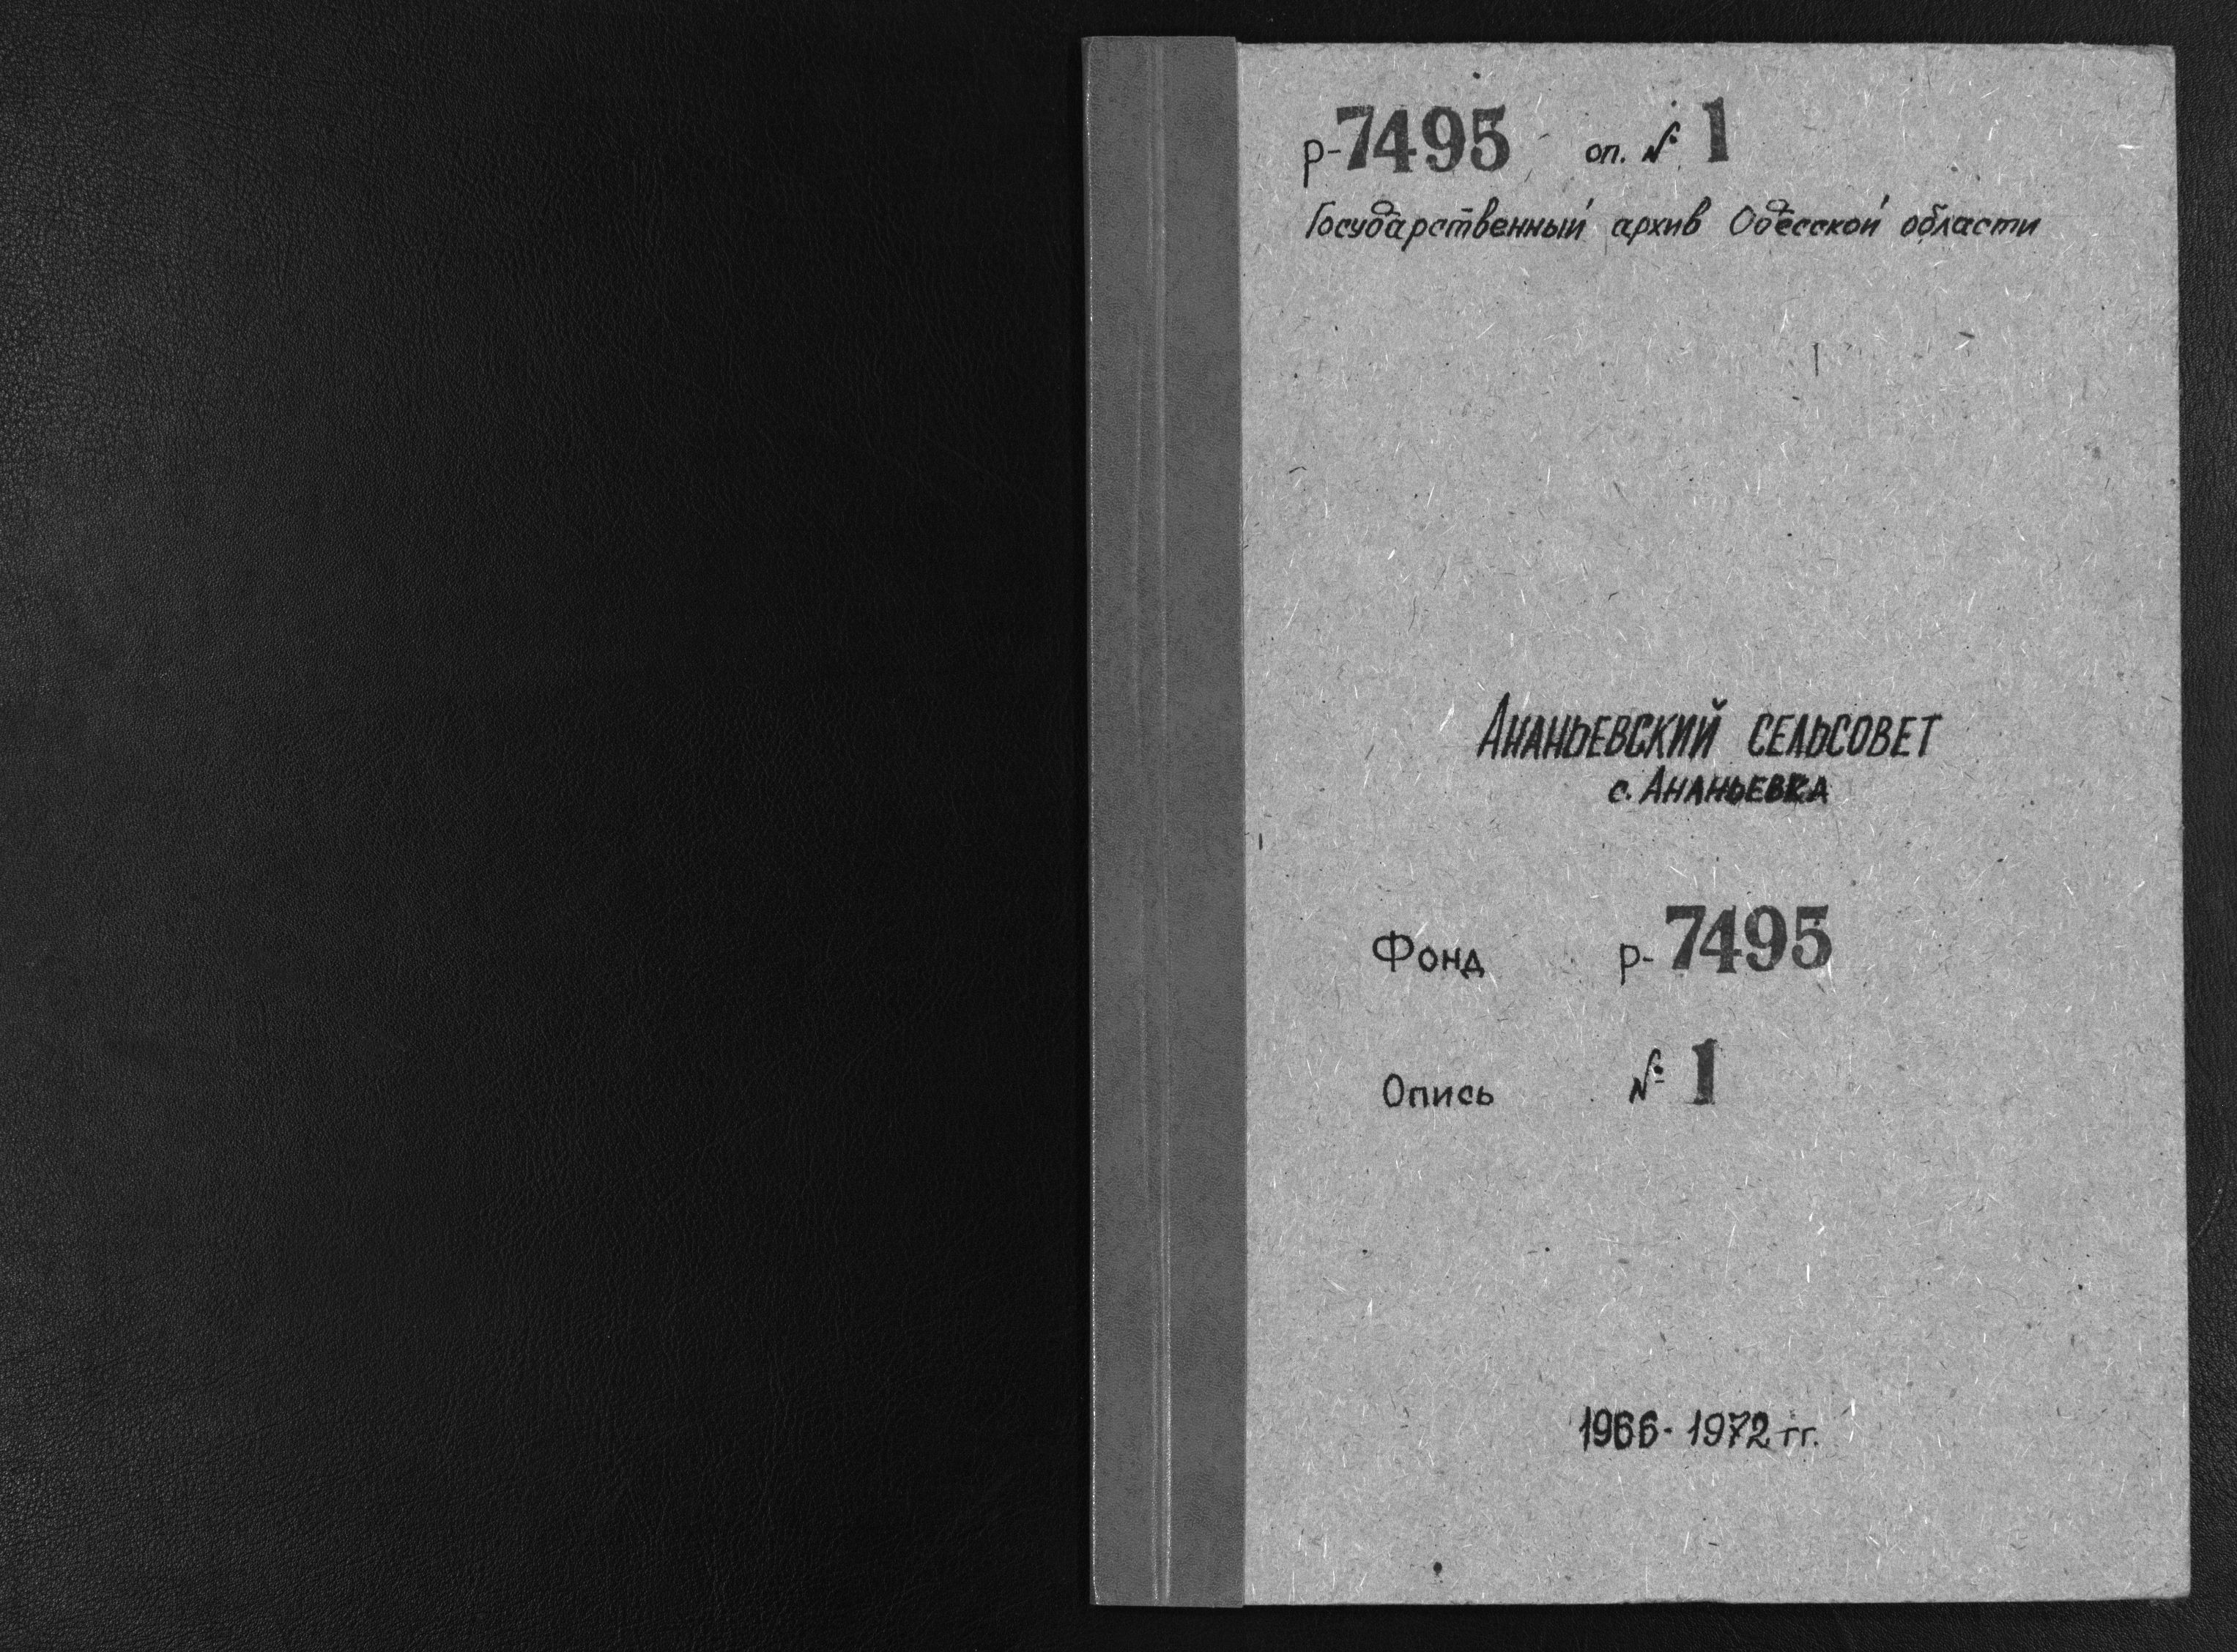 р-7495 оп. № 1
Государственный архив Одесской области
Ананьевский сельсовет
с. Ананьевка
Фонд р-7495
Опись № 1
1966-1972 гг.